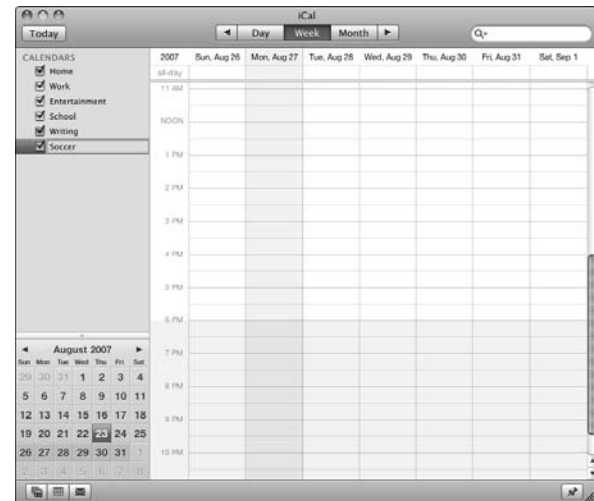 iCal
Today
Day Week Month
CALENDARS
Home
Work
Entertainment
School
Writing
Soccer
2007 Sun, Aug 26 Mon, Aug 27 Tue, Aug 28 Wed, Aug 29 Thu, Aug 30 Fri, Aug 31 Sat, Sep 1
all-day
11 AM
NOON
1 PM
2 PM
3 PM
4 PM
5 PM
6 PM
7 PM
8 PM
9 PM
10 PM
August 2007
Sun Mon Tue Wed Thu Fri Sat
29 30 31 1 2 3 4
5 6 7 8 9 10 11
12 13 14 15 16 17 18
19 20 21 22 23 24 25
26 27 28 29 30 31 1
2 3 4 5 6 7 8